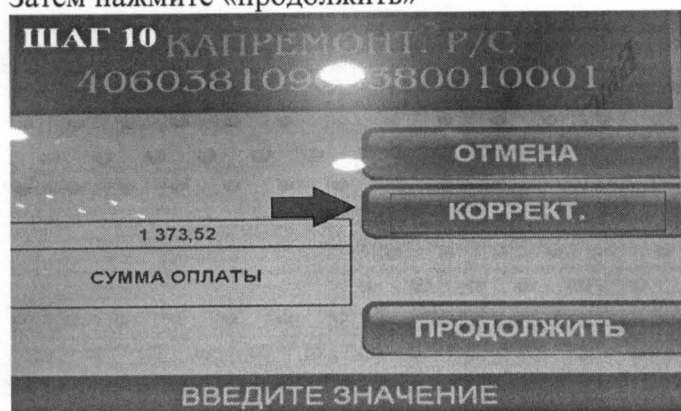 Затем нажмите «продолжить»
ШАГ 10
КАПРЕМОНТ. Р/С
ОТМЕНА
КОРРЕКТ.
1 373,52
СУММА ОПЛАТЫ
ПРОДОЛЖИТЬ
ВВЕДИТЕ ЗНАЧЕНИЕ